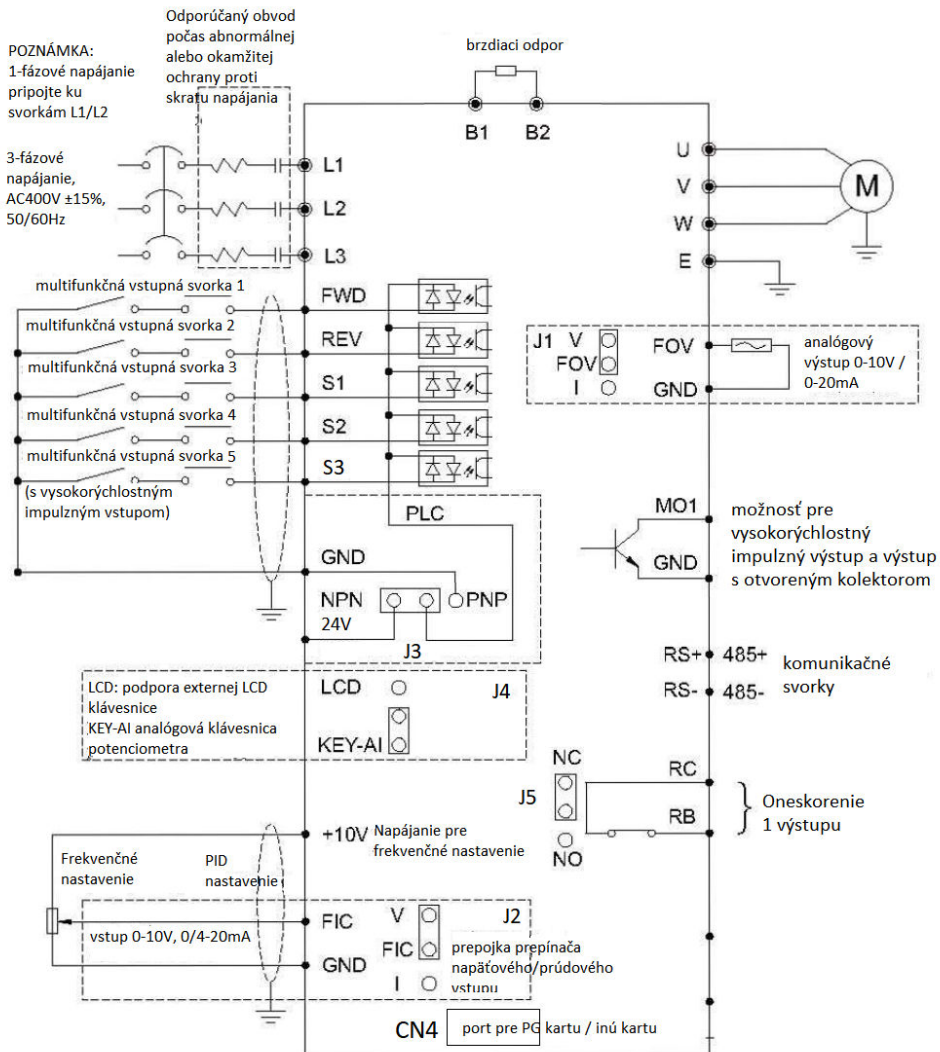 POZNÁMKA:
1-fázové napájanie
pripojte ku
svorkám L1/L2
Odporúčaný obvod
počas abnormálnej
alebo okamžitej
ochrany proti
skratu napájania
brzdiaci odpor
B1 B2
3-fázové
napájanie,
AC400V ±15%,
50/60Hz
L1
L2
L3
U
V
W
E
M
multifunkčná vstupná svorka 1
FWD
multifunkčná vstupná svorka 2
REV
multifunkčná vstupná svorka 3
S1
multifunkčná vstupná svorka 4
S2
multifunkčná vstupná svorka 5
S3
(s vysokorýchlostným
impulzným vstupom)
J1 V
FOV
I
FOV
GND
analógový
výstup 0-10V /
0-20mA
PLC
GND
NPN
24V
PNP
J3
MO1
GND
možnosť pre
vysokorýchlostný
impulzný výstup a výstup
s otvoreným kolektorom
RS+ 485+
RS- 485-
komunikačné
svorky
LCD: podpora externej LCD
klávesnice
KEY-AI analógová klávesnica
potenciometra
LCD
J4
KEY-AI
NC
J5
NO
RC
RB
Oneskorenie
1 výstupu
+10V Napájanie pre
frekvenčné nastavenie
Frekvenčné
nastavenie
PID
nastavenie
vstup 0-10V, 0/4-20mA
FIC
GND
V
FIC
I
J2
prepojka prepínača
napäťového/prúdového
vstupu
CN4 port pre PG kartu / inú kartu